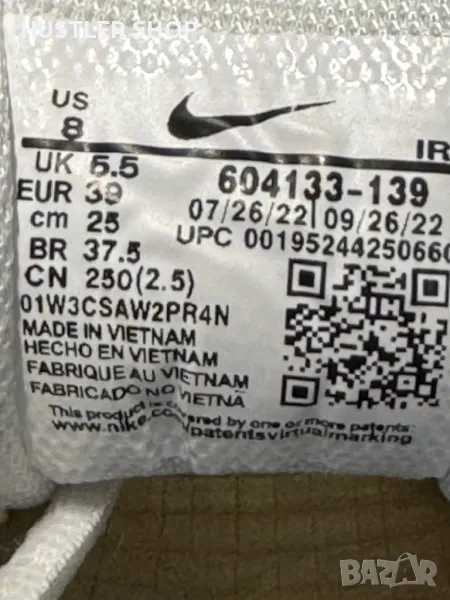 HUSTLER SHOP
US
8
IR
UK 5.5
604133-139
EUR 39
07/26/22 09/26/22
cm 25
UPC 00195244250660
BR 37.5
CN 250(2.5)
01W3CSAW2PR4N
MADE IN VIETNAM
HECHO EN VIETNAM
FABRIQUE AU VIETNAM
FABRICADO NO VIETNÃ
This product is covered by one or more patents:
www.nike.com/patentsvirtualmarking
BAZAR